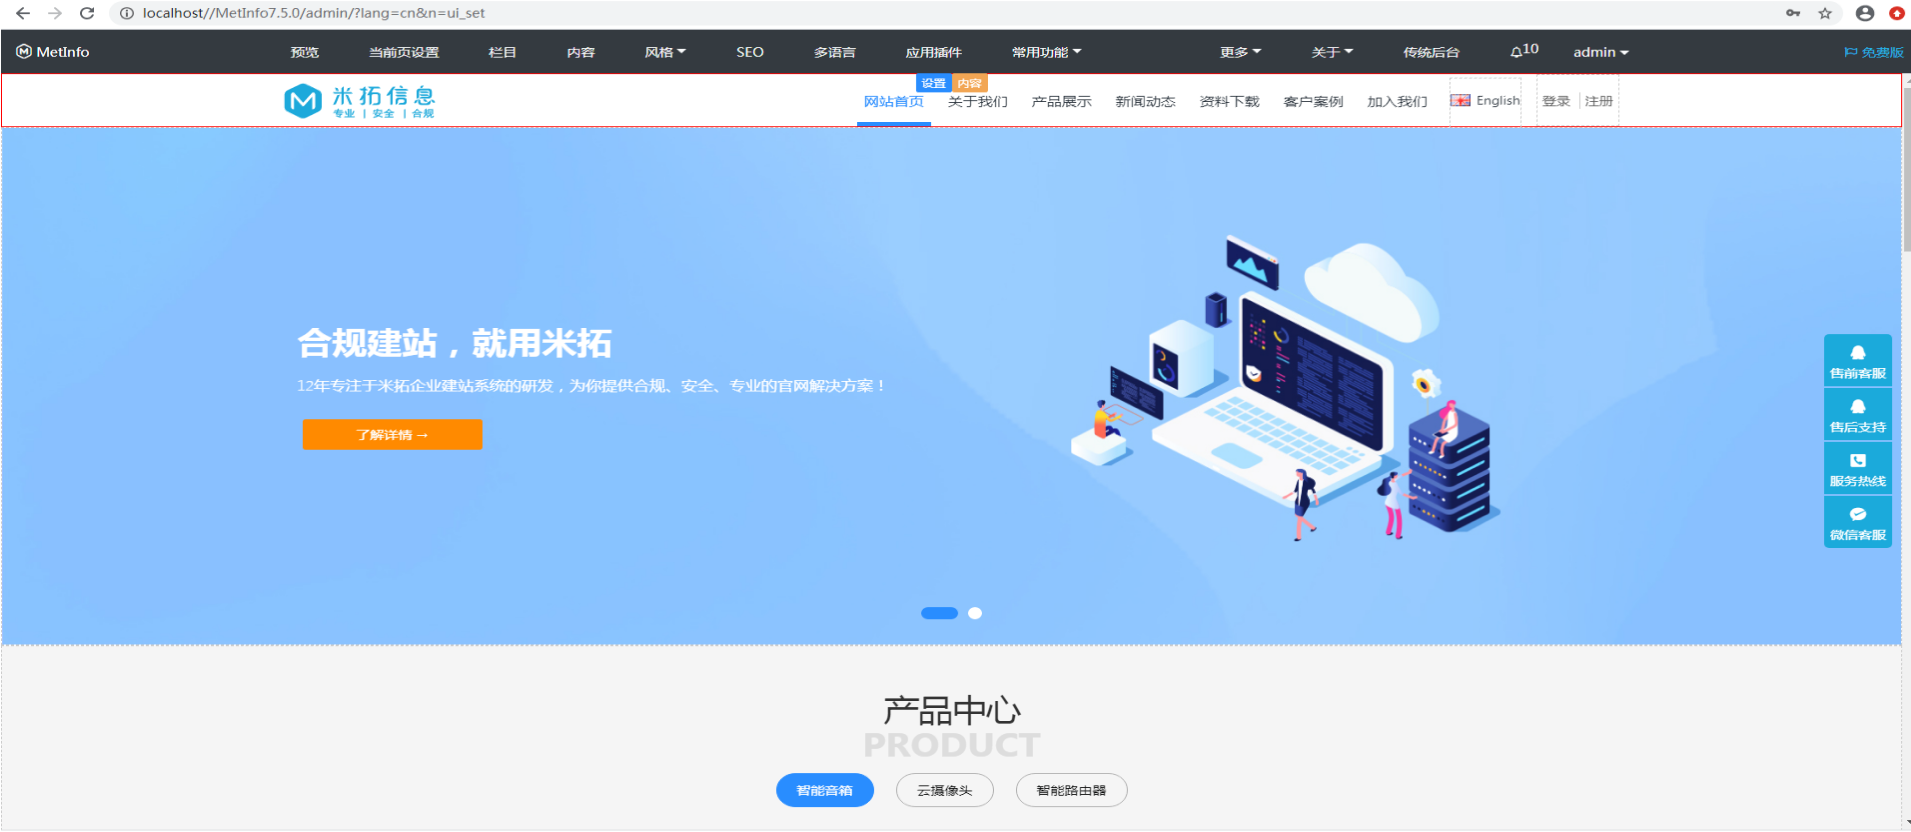 localhost//MetInfo7.5.0/admin/?lang=cn&n=ui_set
MetInfo 预览 当前页设置 栏目 内容 风格 SEO 多语言 应用插件 常用功能 更多 关于 传统后台 10 admin 免费版
设置 内容
米拓信息
专业 | 安全 | 合规
网站首页 关于我们 产品展示 新闻动态 资料下载 客户案例 加入我们 English 登录 注册
合规建站，就用米拓
12年专注于米拓企业建站系统的研发，为你提供合规、安全、专业的官网解决方案！
了解详情 →
售前客服
售后支持
服务热线
微信客服
产品中心
PRODUCT
智能音箱 云摄像头 智能路由器